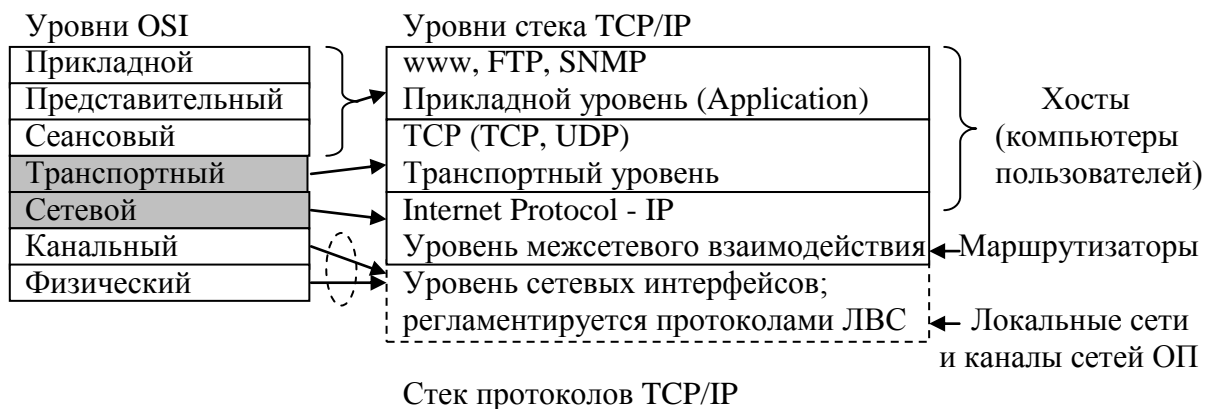 Уровни OSI
Прикладной
Представительный
Сеансовый
Транспортный
Сетевой
Канальный
Физический
Уровни стека TCP/IP
www, FTP, SNMP
Прикладной уровень (Application)
TCP (TCP, UDP)
Транспортный уровень
Internet Protocol - IP
Уровень межсетевого взаимодействия
Уровень сетевых интерфейсов;
регламентируется протоколами ЛВС
Хосты
(компьютеры
пользователей)
Маршрутизаторы
Локальные сети
и каналы сетей ОП
Стек протоколов TCP/IP